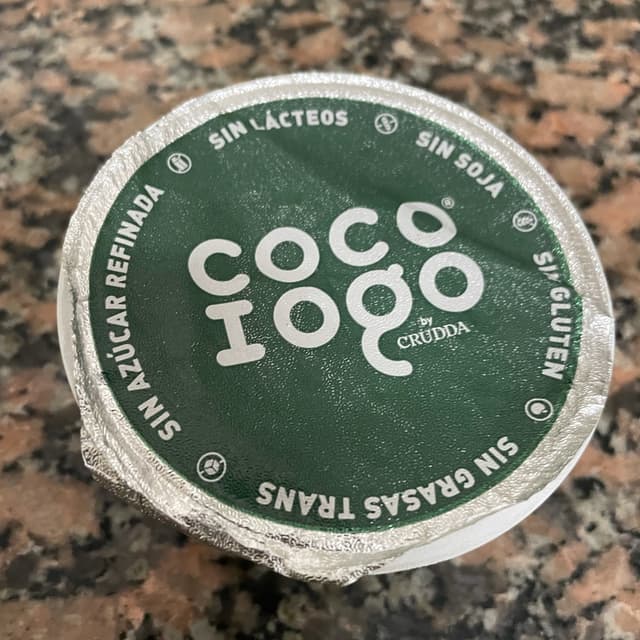 SIN LÁCTEOS
SIN SOJA
SIN GLUTEN
SIN GRASAS TRANS
SIN AZÚCAR REFINADA
COCO®
IOGO
by
CRUDDA